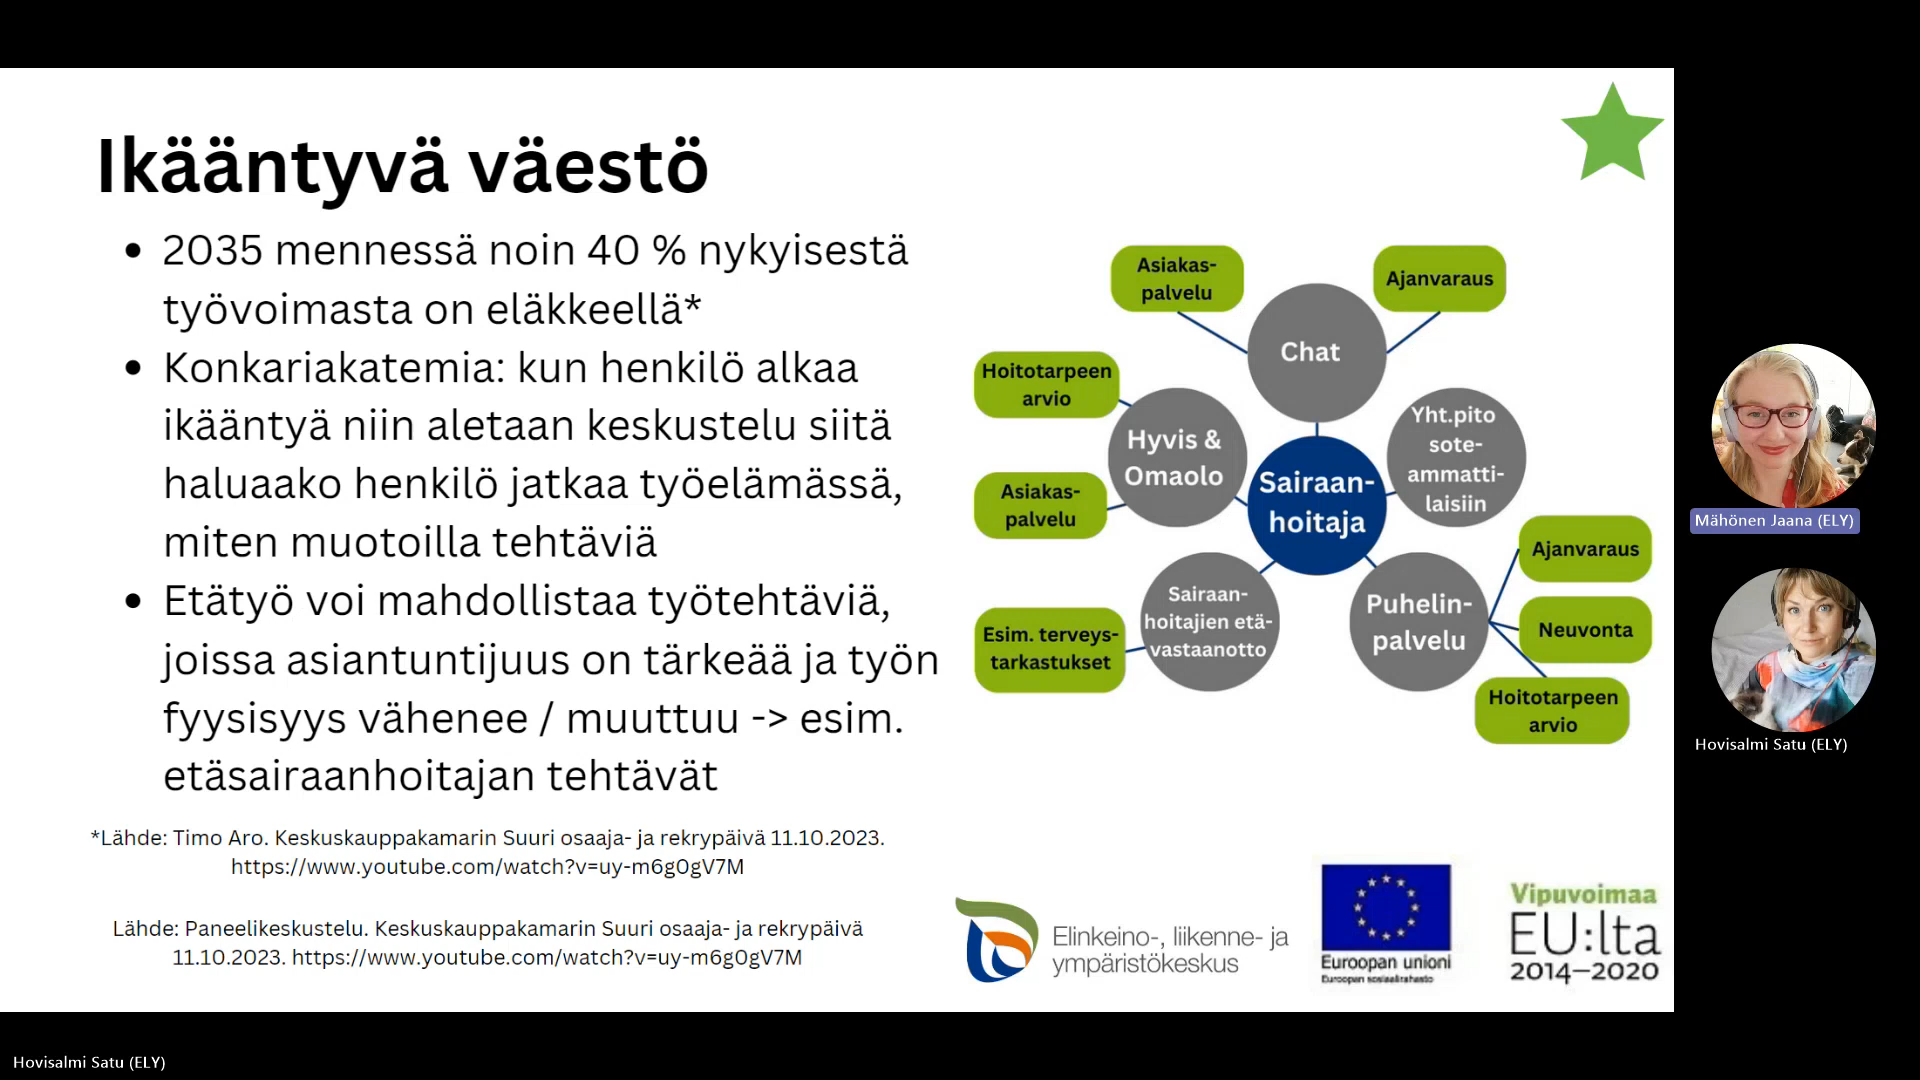 Ikääntyvä väestö
• 2035 mennessä noin 40 % nykyisestä
työvoimasta on eläkkeellä*
• Konkariakatemia: kun henkilö alkaa
ikääntyä niin aletaan keskustelu siitä
haluaako henkilö jatkaa työelämässä,
miten muotoilla tehtäviä
• Etätyö voi mahdollistaa työtehtäviä,
joissa asiantuntijuus on tärkeää ja työn
fyysisyys vähenee / muuttuu -> esim.
etäsairaanhoitajan tehtävät
*Lähde: Timo Aro. Keskuskauppakamarin Suuri osaaja- ja rekrypäivä 11.10.2023.
https://www.youtube.com/watch?v=uy-m6g0gV7M
Lähde: Paneelikeskustelu. Keskuskauppakamarin Suuri osaaja- ja rekrypäivä
11.10.2023. https://www.youtube.com/watch?v=uy-m6g0gV7M
Asiakas-
palvelu
Ajanvaraus
Chat
Hoitotarpeen
arvio
Hyvis &
Omaolo
Asiakas-
palvelu
Yht.pito
sote-
ammatti-
laisiin
Sairaan-
hoitaja
Sairaan-
hoitajien etä-
vastaanotto
Esim. terveys-
tarkastukset
Puhelin-
palvelu
Ajanvaraus
Neuvonta
Hoitotarpeen
arvio
Elinkeino-, liikenne- ja
ympäristökeskus
Euroopan unioni
Euroopan sosiaalirahasto
Vipuvoimaa
EU:lta
2014–2020
Mähönen Jaana (ELY)
Hovisalmi Satu (ELY)
Hovisalmi Satu (ELY)